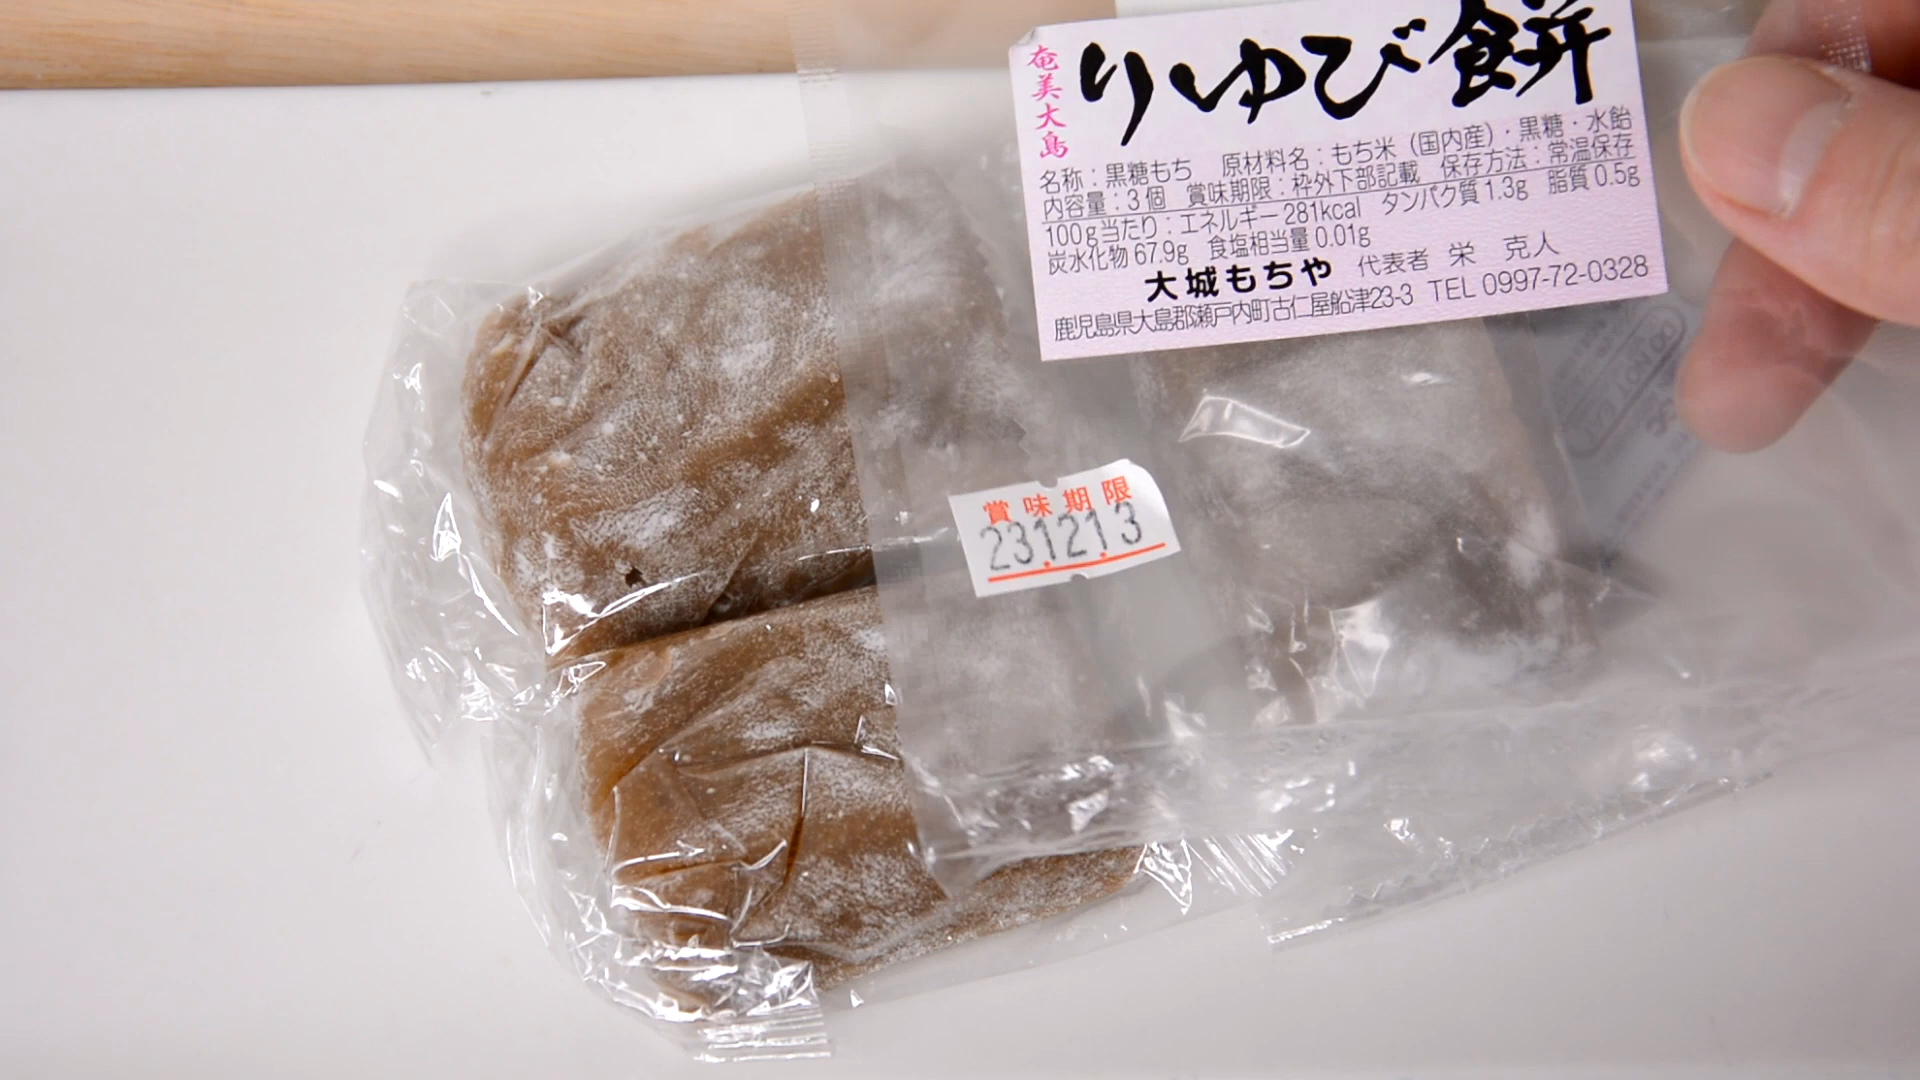 奄美大島
りゆび餅
名称：黒糖もち　原材料名：もち米（国内産）・黒糖・水飴
内容量：3個　賞味期限：枠外下部記載　保存方法：常温保存
100g当たり：エネルギー281kcal　タンパク質1.3g　脂質0.5g
炭水化物67.9g　食塩相当量0.01g
大城もちや　代表者　栄　克人
鹿児島県大島郡瀬戸内町古仁屋船津23-3　TEL 0997-72-0328
賞味期限
23.12.13